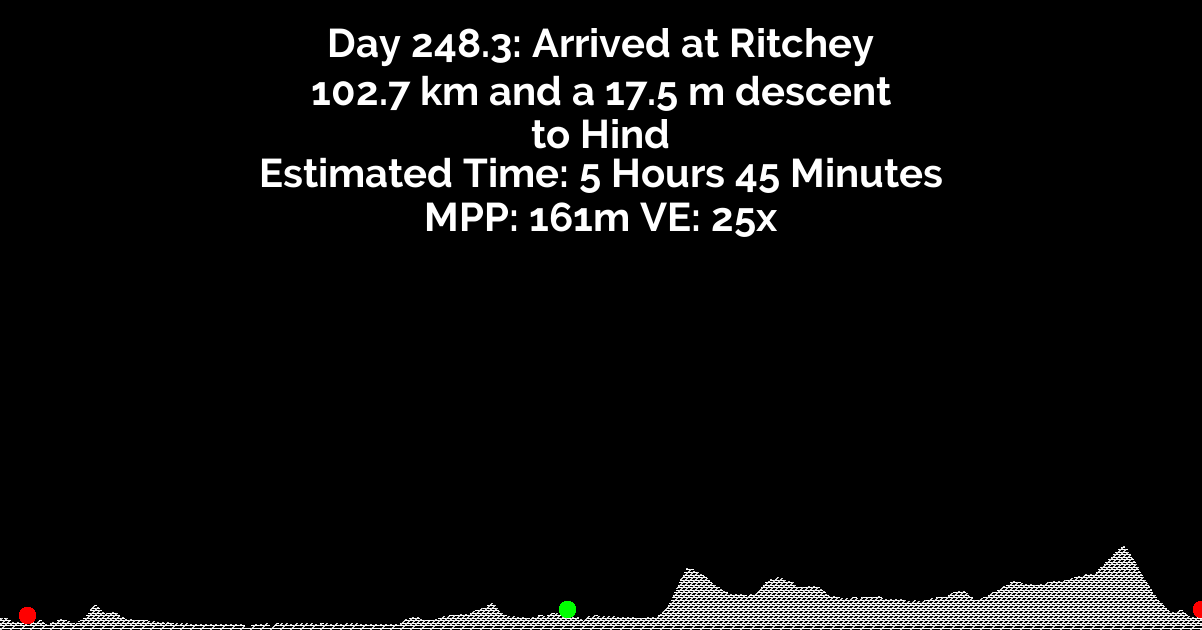 Day 248.3: Arrived at Ritchey
102.7 km and a 17.5 m descent
to Hind
Estimated Time: 5 Hours 45 Minutes
MPP: 161m VE: 25x